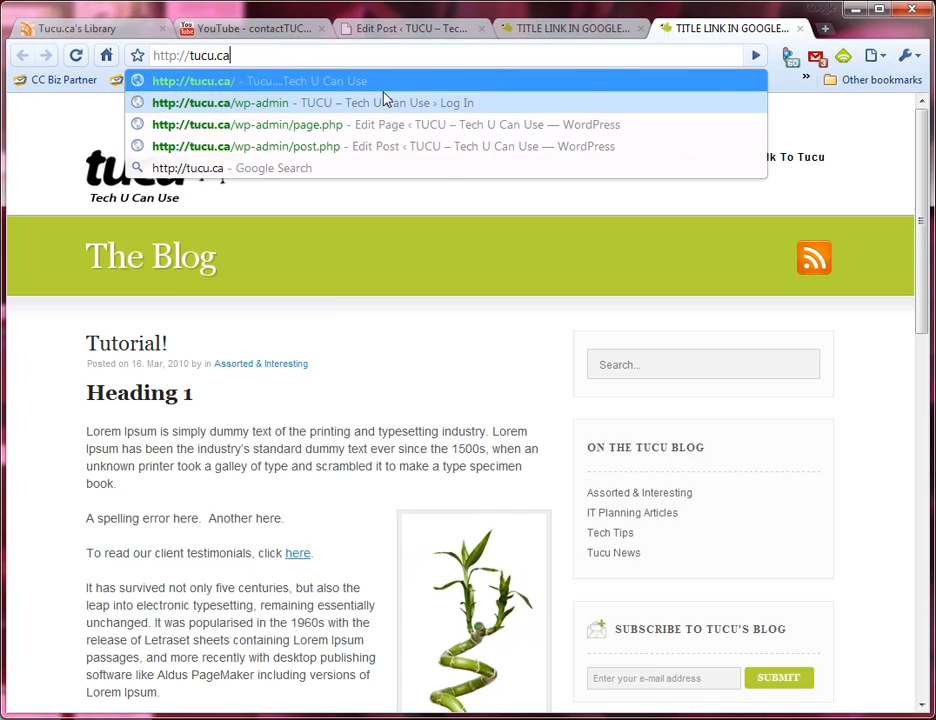 Google
Tucu.ca's Library
YouTube - contactTUC...
Edit Post ‹ TUCU – Tec...
TITLE LINK IN GOOGLE...
TITLE LINK IN GOOGLE...
http://tucu.ca
60
CC Biz Partner
»
Other bookmarks
http://tucu.ca/ - Tucu....Tech U Can Use
http://tucu.ca/wp-admin - TUCU – Tech U Can Use › Log In
http://tucu.ca/wp-admin/page.php - Edit Page ‹ TUCU – Tech U Can Use — WordPress
http://tucu.ca/wp-admin/post.php - Edit Post ‹ TUCU – Tech U Can Use — WordPress
http://tucu.ca - Google Search
lk To Tucu
tucu
Tech U Can Use
The Blog
Tutorial!
Posted on 16. Mar, 2010 by in Assorted & Interesting
Heading 1
Lorem Ipsum is simply dummy text of the printing and typesetting industry. Lorem
Ipsum has been the industry's standard dummy text ever since the 1500s, when an
unknown printer took a galley of type and scrambled it to make a type specimen
book.
A spelling error here. Another here.
To read our client testimonials, click here.
It has survived not only five centuries, but also the
leap into electronic typesetting, remaining essentially
unchanged. It was popularised in the 1960s with the
release of Letraset sheets containing Lorem Ipsum
passages, and more recently with desktop publishing
software like Aldus PageMaker including versions of
Lorem Ipsum.
Search...
ON THE TUCU BLOG
Assorted & Interesting
IT Planning Articles
Tech Tips
Tucu News
SUBSCRIBE TO TUCU'S BLOG
Enter your e-mail address
SUBMIT